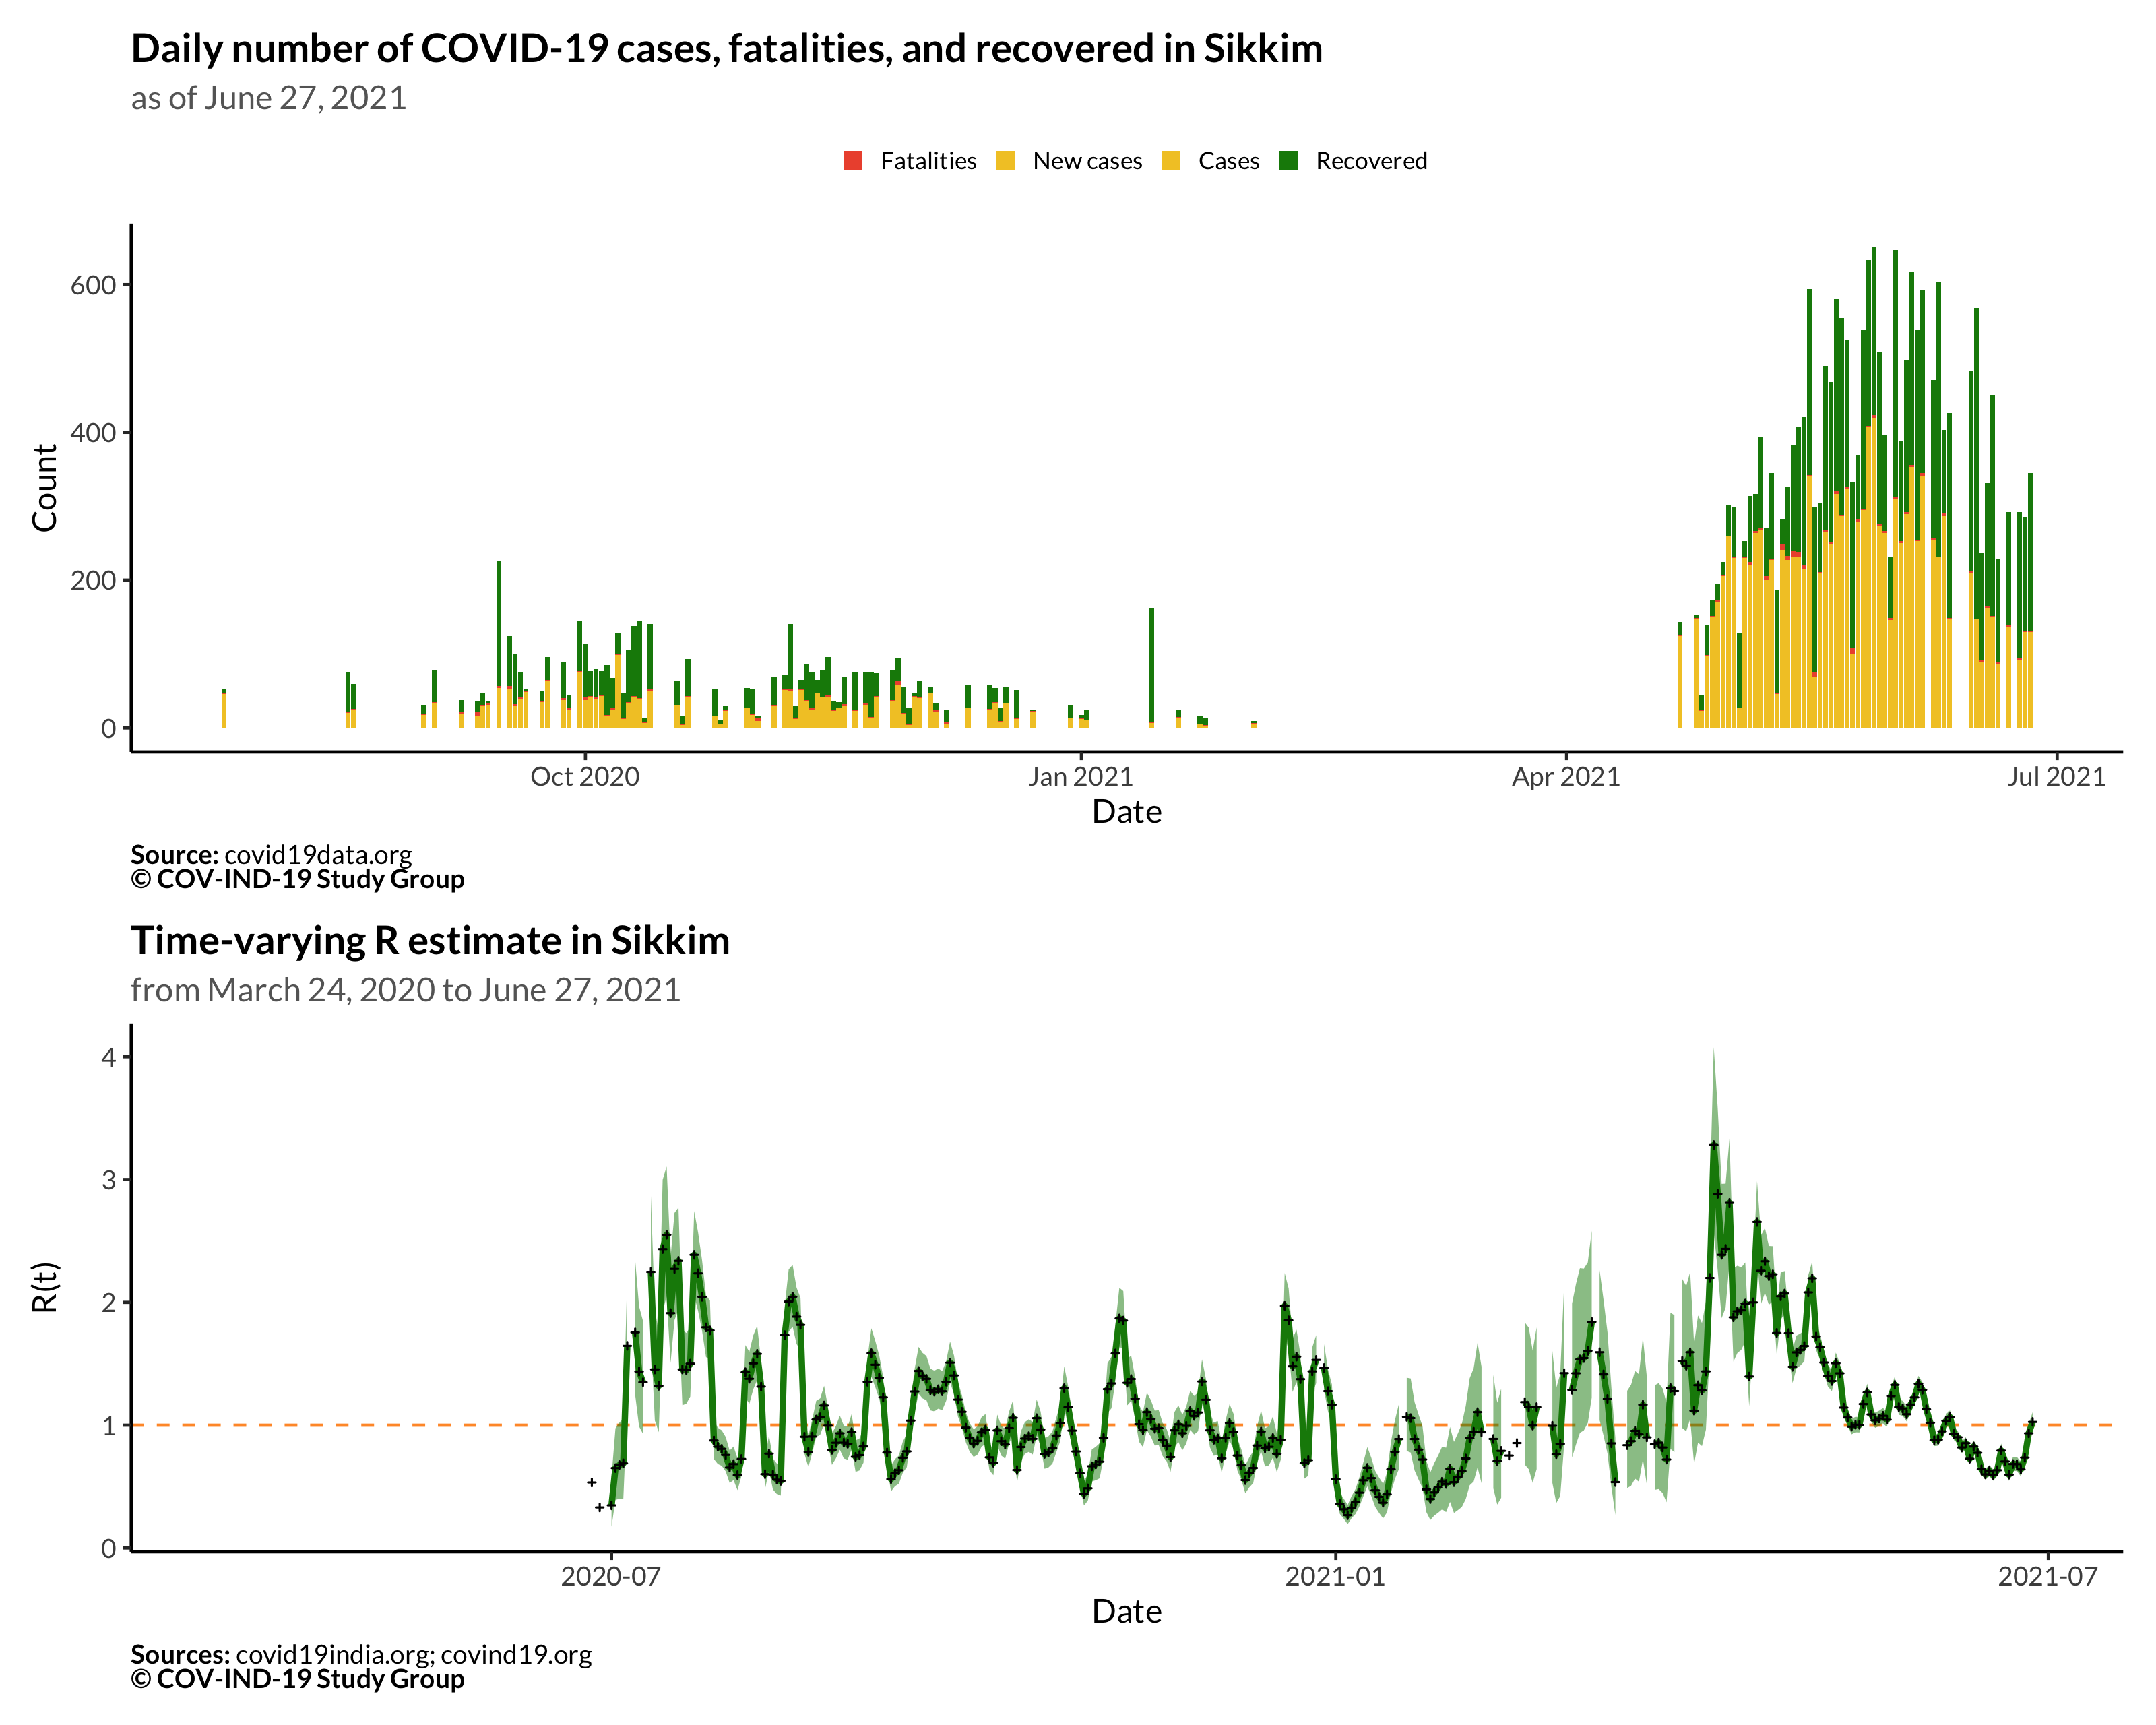 Daily number of COVID-19 cases, fatalities, and recovered in Sikkim
as of June 27, 2021
Fatalities New cases Cases Recovered
600
400
200
0
Count
Oct 2020 Jan 2021 Apr 2021 Jul 2021
Date
Source: covid19data.org
© COV-IND-19 Study Group
Time-varying R estimate in Sikkim
from March 24, 2020 to June 27, 2021
4
3
2
1
0
R(t)
2020-07 2021-01 2021-07
Date
Sources: covid19india.org; covind19.org
© COV-IND-19 Study Group